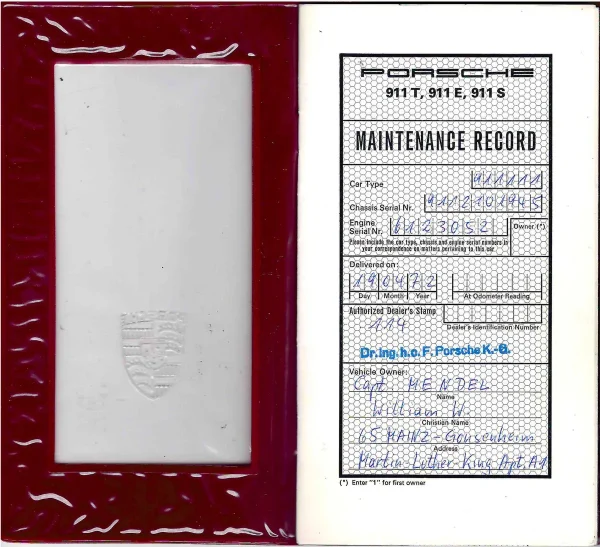 PORSCHE
911 T, 911 E, 911 S
MAINTENANCE RECORD
Car Type 911111
Chassis Serial Nr. 9112101945
Engine Serial Nr. 6123052 Owner (*)
Please include the car type, chassis and engine serial numbers in
your correspondence on matters pertaining to this car.
Delivered on:
19 04 72
Day Month Year At Odometer Reading
Authorized Dealer's Stamp
114 Dealer's Identification Number
Dr.Ing.h.c.F.Porsche K.-G.
Vehicle Owner:
Capt. MENDEL
Name
William W.
Christian Name
65 MAINZ-Gonsenheim
Address
Martin-Luther King Apt. A1
(*) Enter "1" for first owner